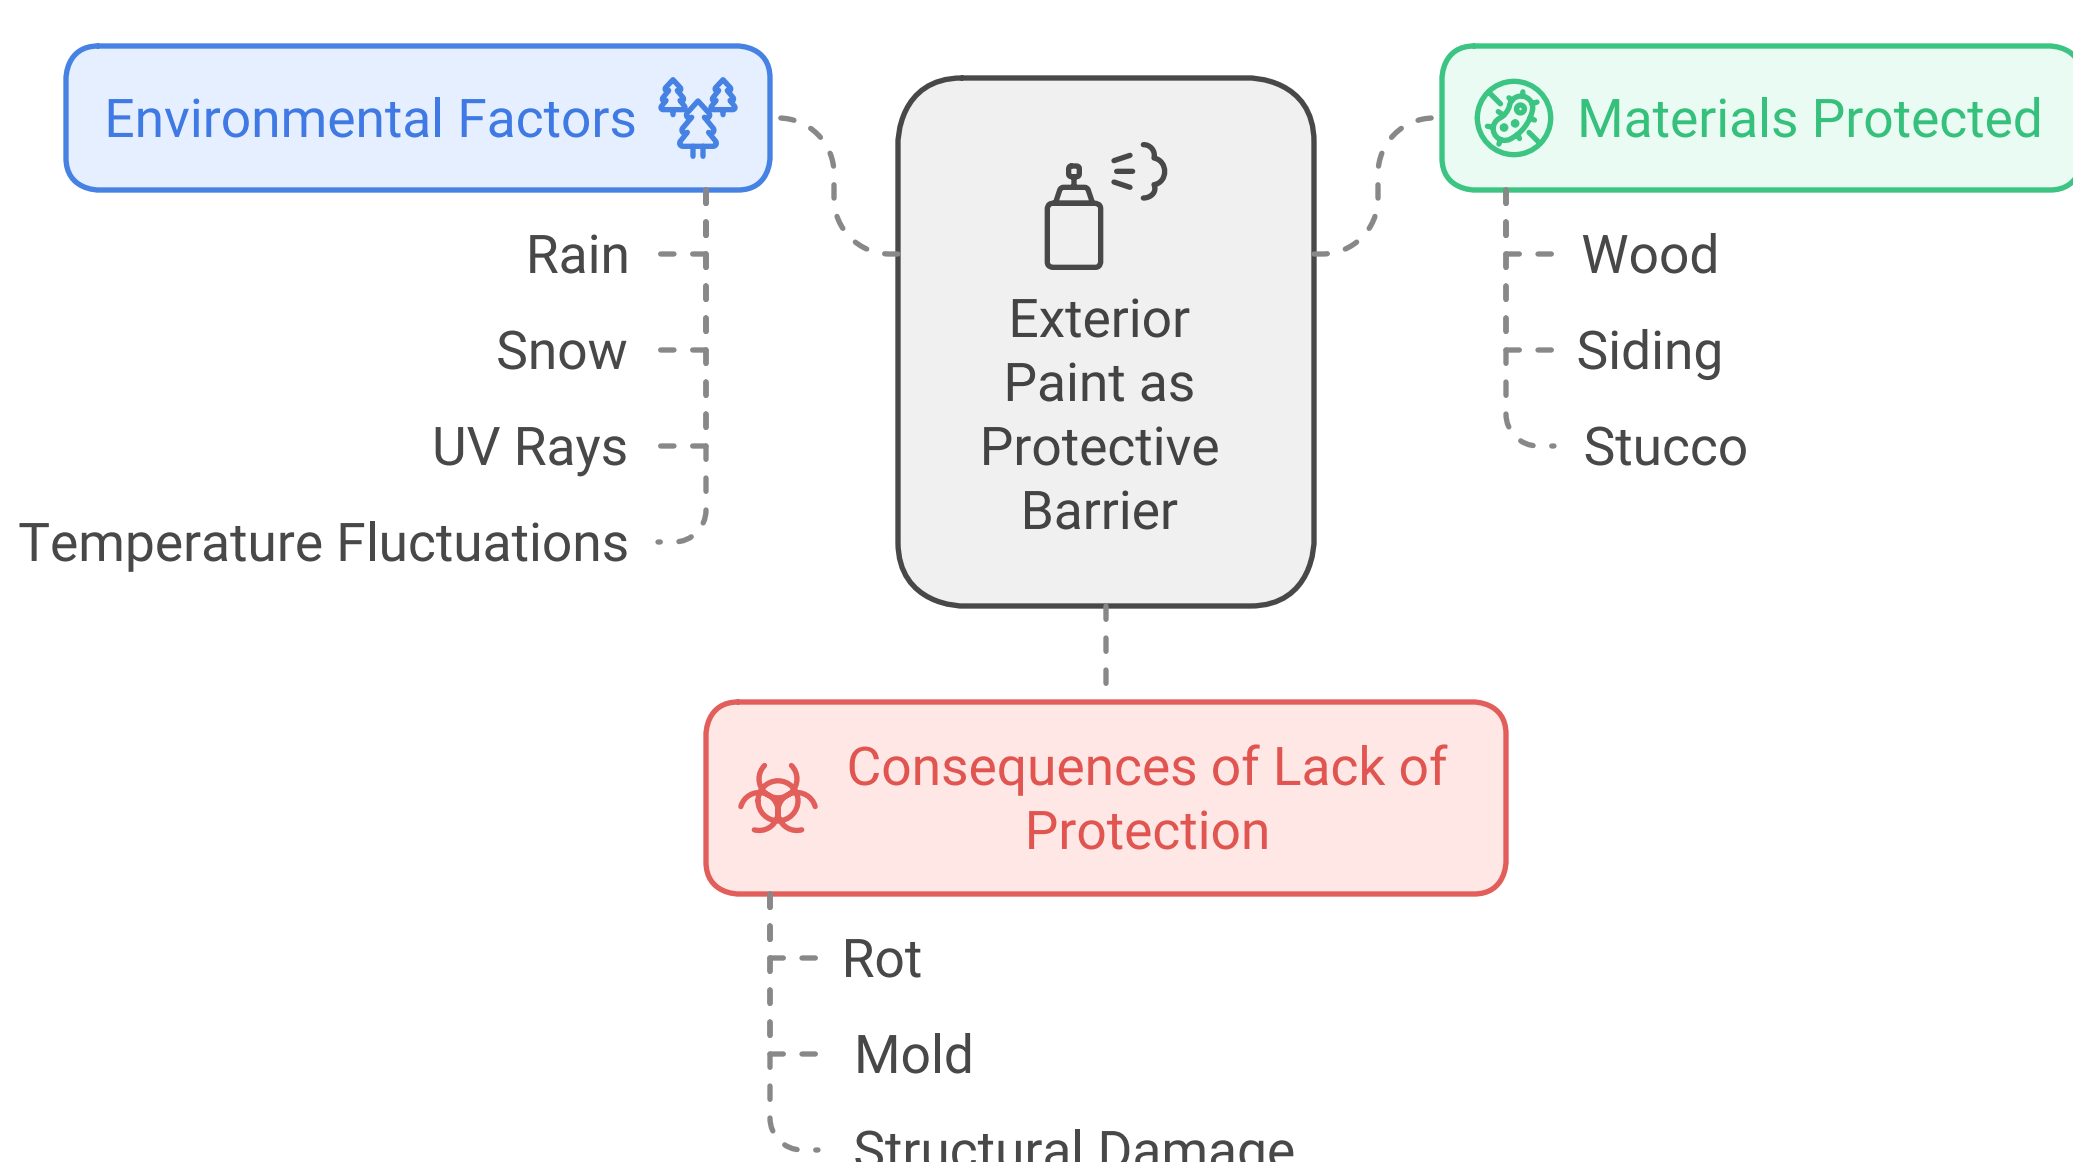 Environmental Factors
Rain
Snow
UV Rays
Temperature Fluctuations
Exterior
Paint as
Protective
Barrier
Materials Protected
Wood
Siding
Stucco
Consequences of Lack of
Protection
Rot
Mold
Structural Damage